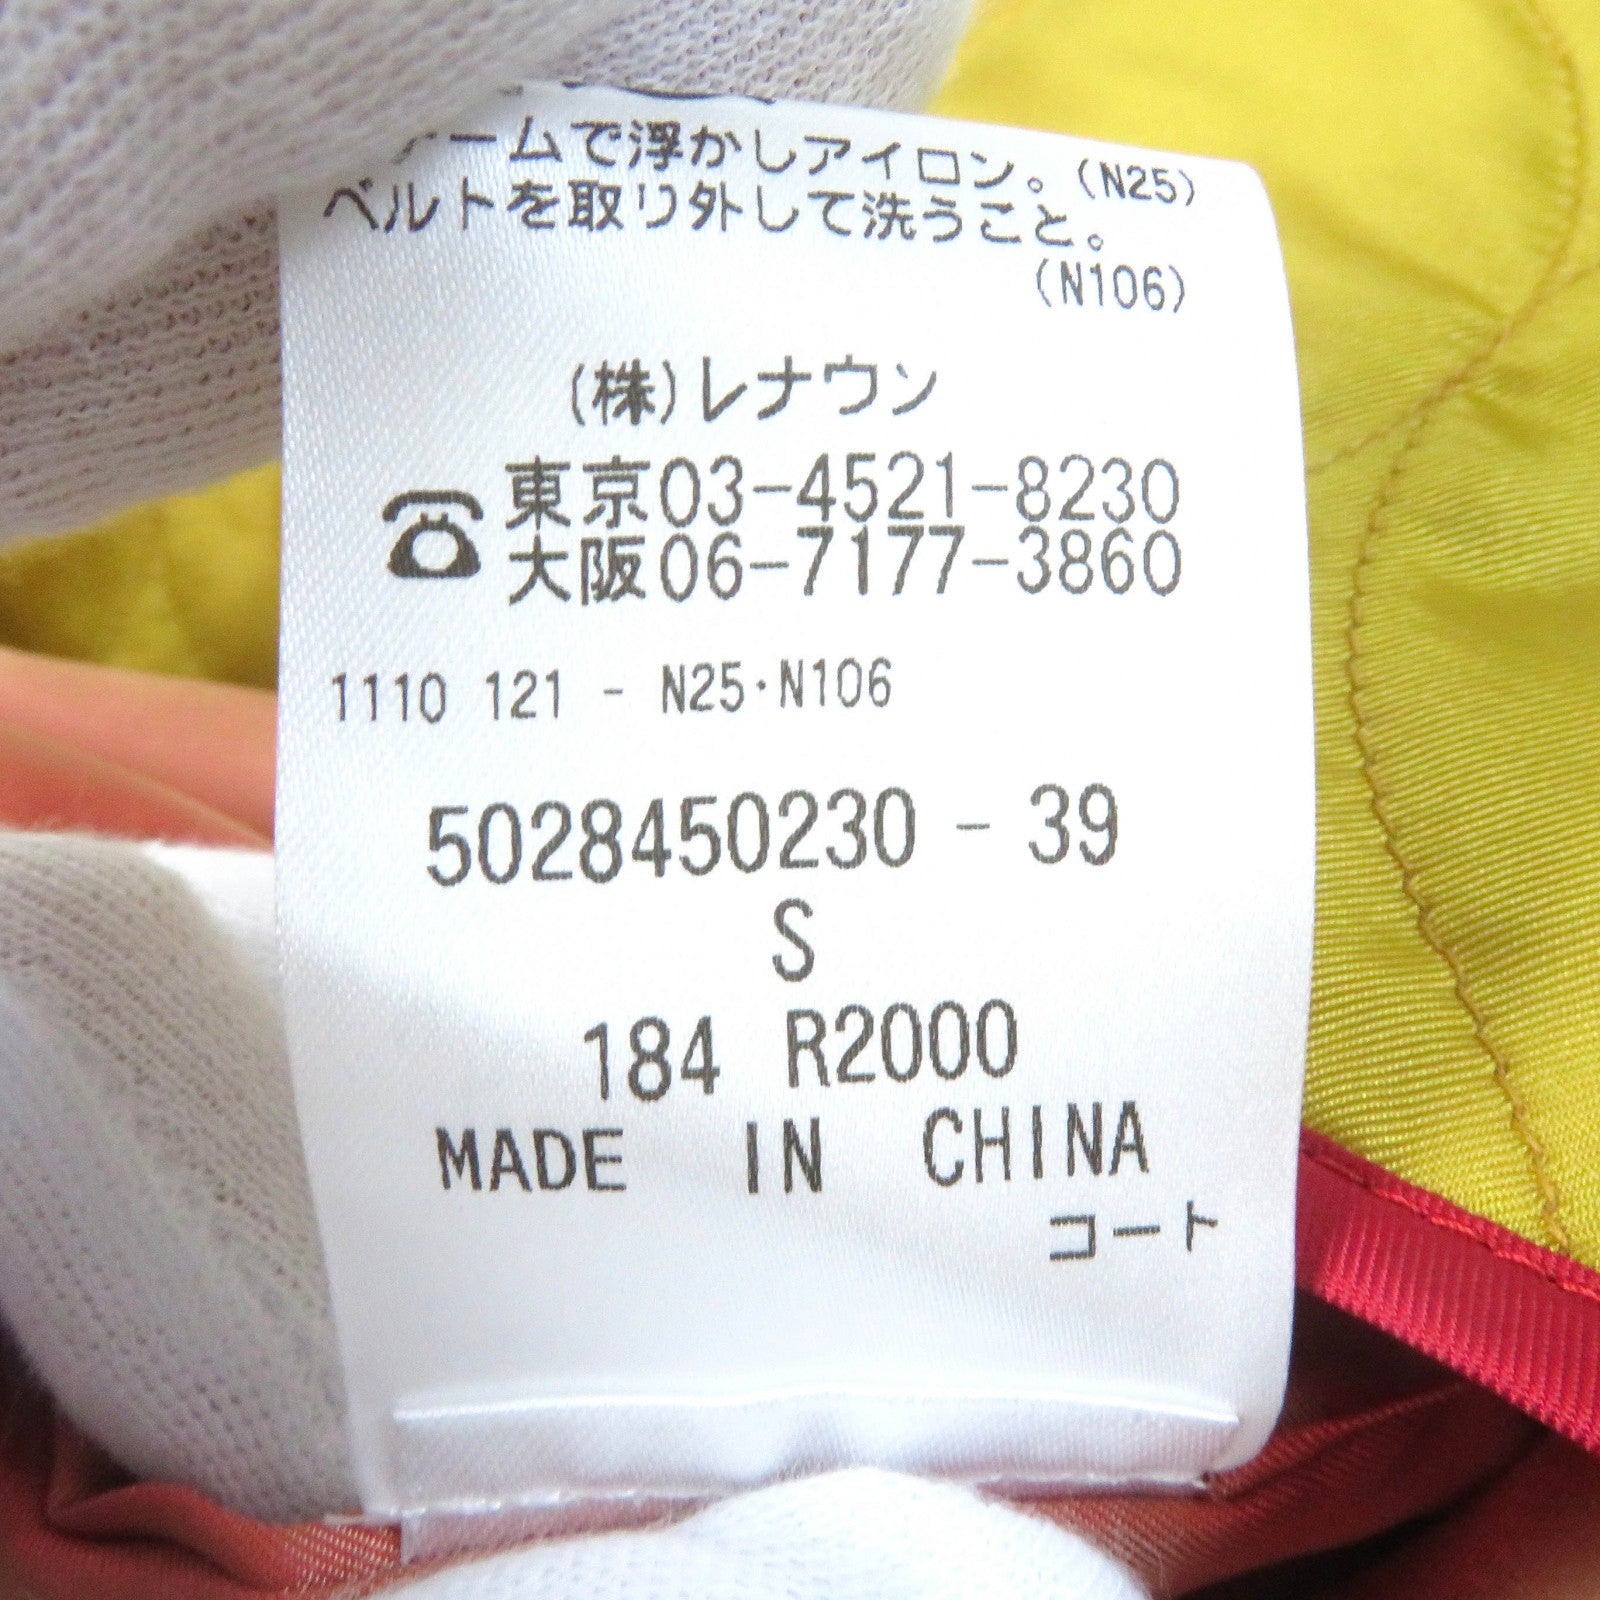 ームで浮かしアイロン。(N25)
ベルトを取り外して洗うこと。
(N106)
(株)レナウン
東京03-4521-8230
大阪06-7177-3860
1110 121 - N25・N106
5028450230 - 39
S
184 R2000
MADE IN CHINA
コート